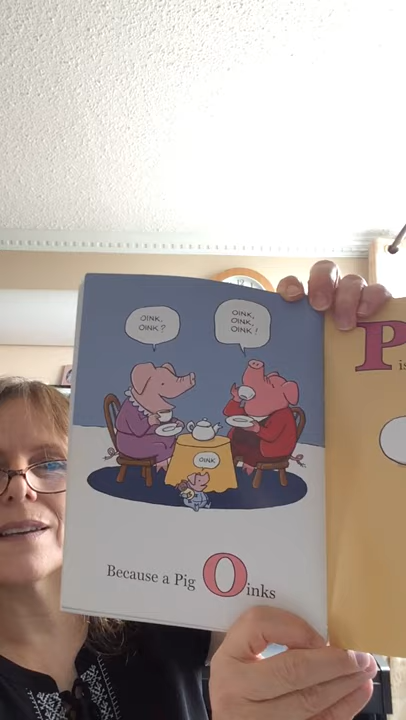 OINK,
OINK?
OINK,
OINK,
OINK!
OINK
Because a Pig Oinks
P
is